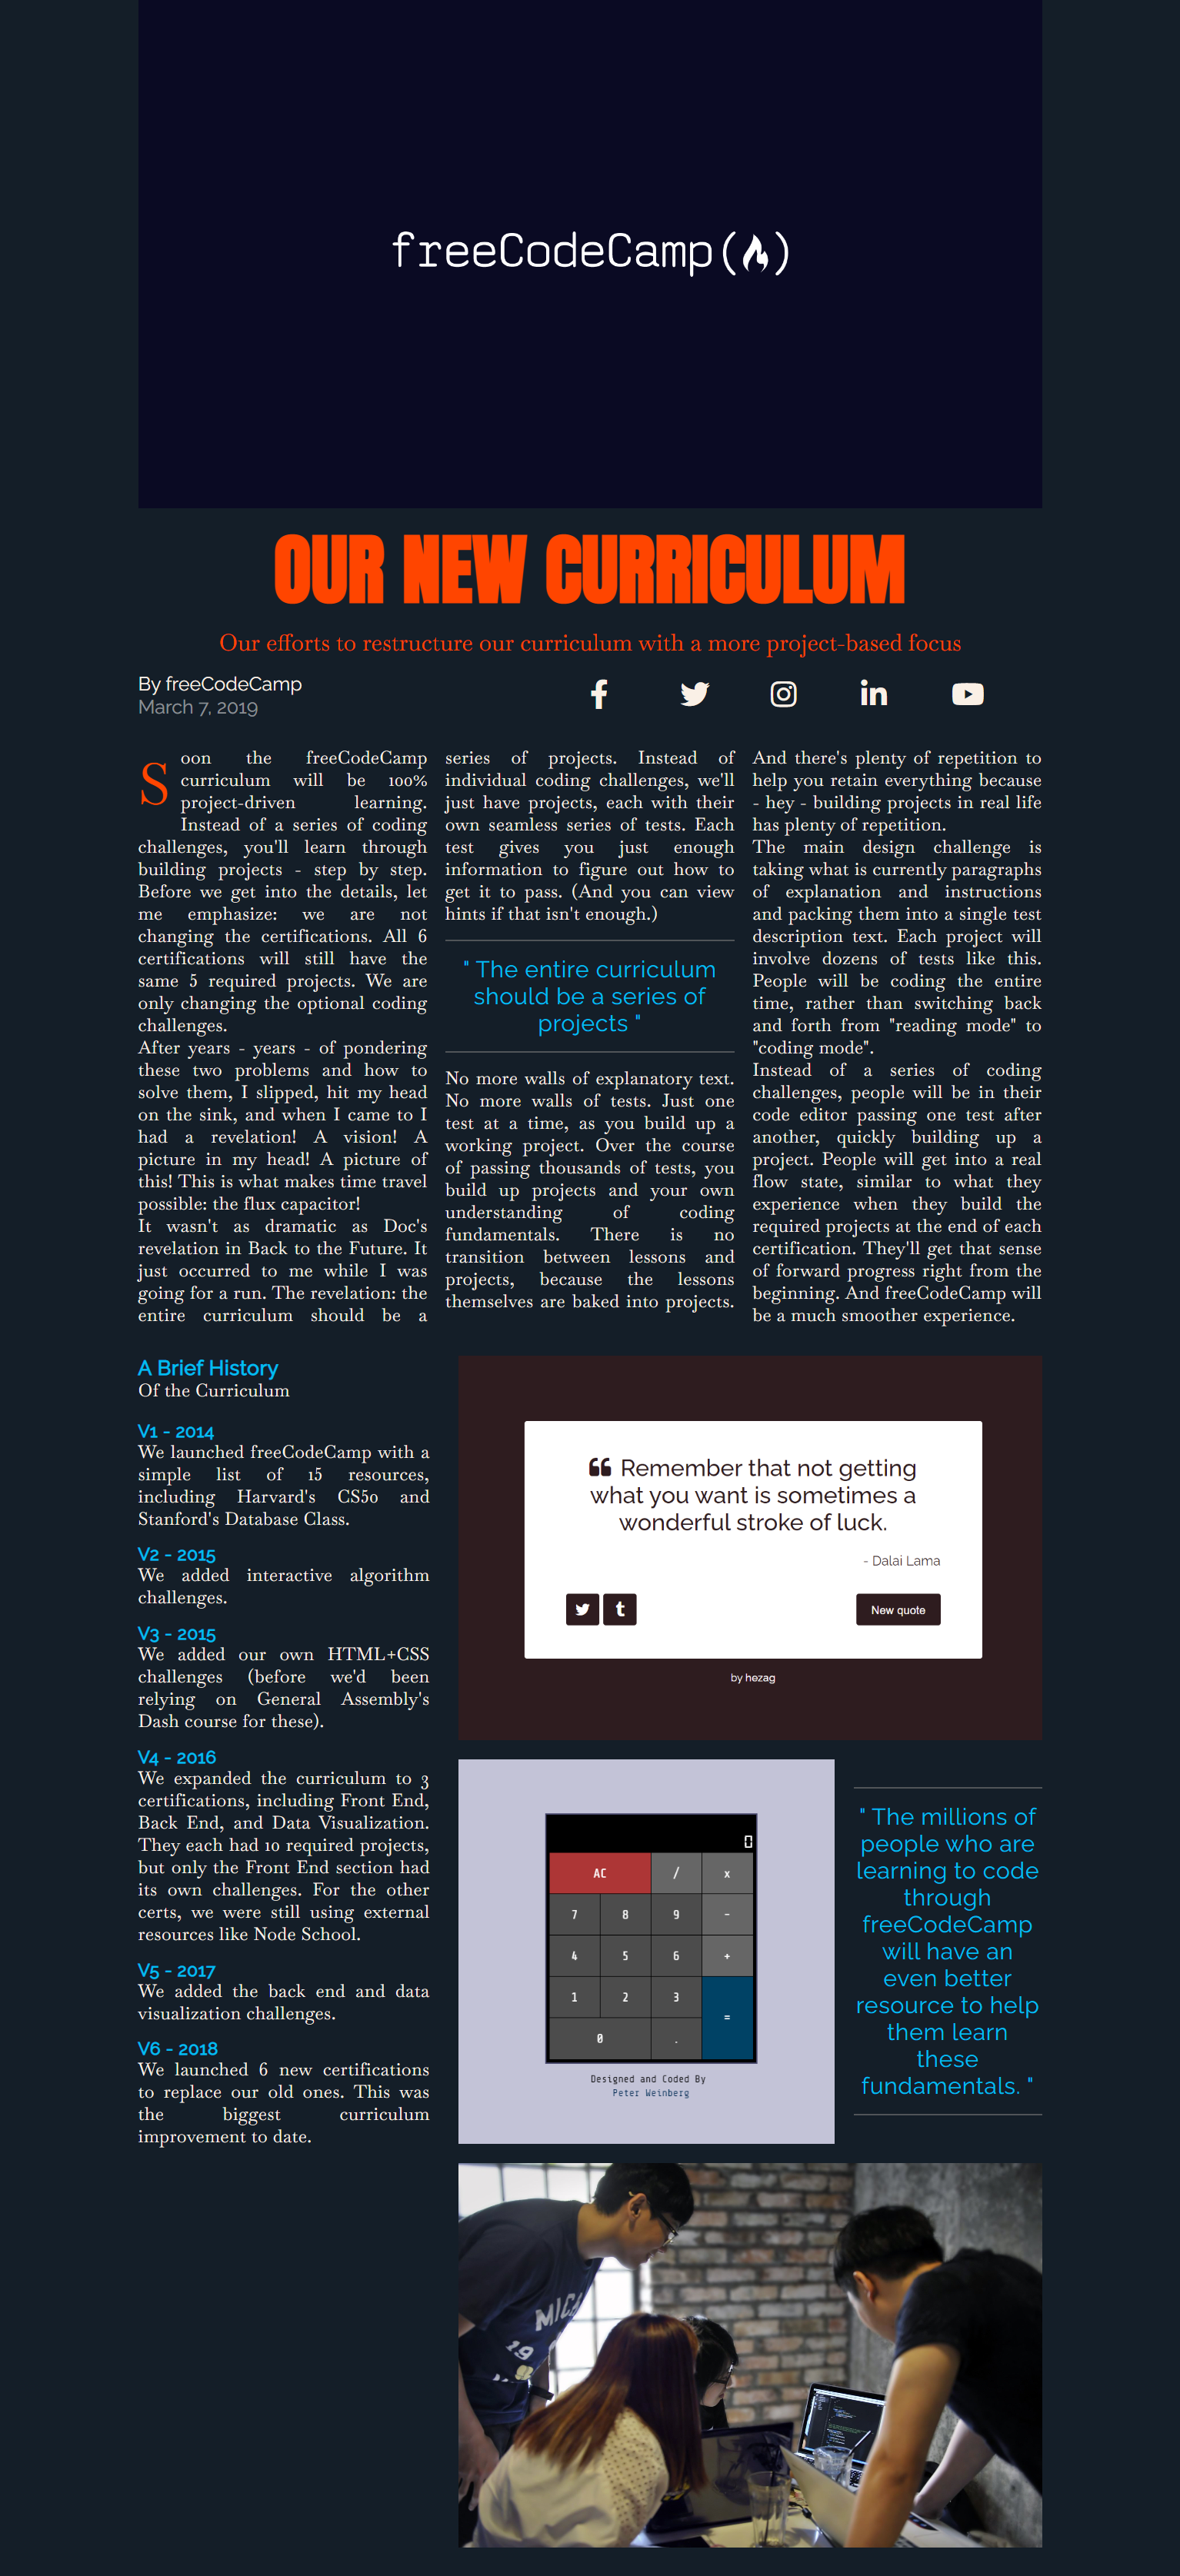 freeCodeCamp(🔥)
OUR NEW CURRICULUM
Our efforts to restructure our curriculum with a more project-based focus
By freeCodeCamp
March 7, 2019
Soon the freeCodeCamp
curriculum will be 100%
project-driven learning.
Instead of a series of coding
challenges, you'll learn through
building projects - step by step.
Before we get into the details, let
me emphasize: we are not
changing the certifications. All 6
certifications will still have the
same 5 required projects. We are
only changing the optional coding
challenges.
After years - years - of pondering
these two problems and how to
solve them, I slipped, hit my head
on the sink, and when I came to I
had a revelation! A vision! A
picture in my head! A picture of
this! This is what makes time travel
possible: the flux capacitor!
It wasn't as dramatic as Doc's
revelation in Back to the Future. It
just occurred to me while I was
going for a run. The revelation: the
entire curriculum should be a
series of projects. Instead of
individual coding challenges, we'll
just have projects, each with their
own seamless series of tests. Each
test gives you just enough
information to figure out how to
get it to pass. (And you can view
hints if that isn't enough.)
" The entire curriculum
should be a series of
projects "
No more walls of explanatory text.
No more walls of tests. Just one
test at a time, as you build up a
working project. Over the course
of passing thousands of tests, you
build up projects and your own
understanding of coding
fundamentals. There is no
transition between lessons and
projects, because the lessons
themselves are baked into projects.
And there's plenty of repetition to
help you retain everything because
- hey - building projects in real life
has plenty of repetition.
The main design challenge is
taking what is currently paragraphs
of explanation and instructions
and packing them into a single test
description text. Each project will
involve dozens of tests like this.
People will be coding the entire
time, rather than switching back
and forth from "reading mode" to
"coding mode".
Instead of a series of coding
challenges, people will be in their
code editor passing one test after
another, quickly building up a
project. People will get into a real
flow state, similar to what they
experience when they build the
required projects at the end of each
certification. They'll get that sense
of forward progress right from the
beginning. And freeCodeCamp will
be a much smoother experience.
A Brief History
Of the Curriculum
V1 - 2014
We launched freeCodeCamp with a
simple list of 15 resources,
including Harvard's CS50 and
Stanford's Database Class.
V2 - 2015
We added interactive algorithm
challenges.
V3 - 2015
We added our own HTML+CSS
challenges (before we'd been
relying on General Assembly's
Dash course for these).
V4 - 2016
We expanded the curriculum to 3
certifications, including Front End,
Back End, and Data Visualization.
They each had 10 required projects,
but only the Front End section had
its own challenges. For the other
certs, we were still using external
resources like Node School.
V5 - 2017
We added the back end and data
visualization challenges.
V6 - 2018
We launched 6 new certifications
to replace our old ones. This was
the biggest curriculum
improvement to date.
“ Remember that not getting
what you want is sometimes a
wonderful stroke of luck.
- Dalai Lama
New quote
by hezag
0
AC / x
7 8 9 -
4 5 6 +
1 2 3 =
0 .
Designed and Coded By
Peter Weinberg
" The millions of
people who are
learning to code
through
freeCodeCamp
will have an
even better
resource to help
them learn
these
fundamentals. "
19